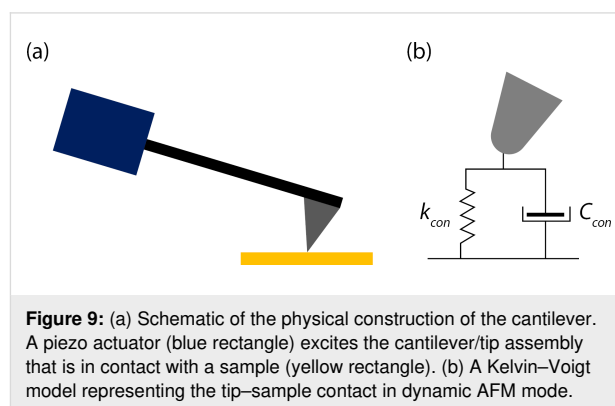 (a)
(b)
k_con
C_con
Figure 9: (a) Schematic of the physical construction of the cantilever.
A piezo actuator (blue rectangle) excites the cantilever/tip assembly
that is in contact with a sample (yellow rectangle). (b) A Kelvin–Voigt
model representing the tip–sample contact in dynamic AFM mode.